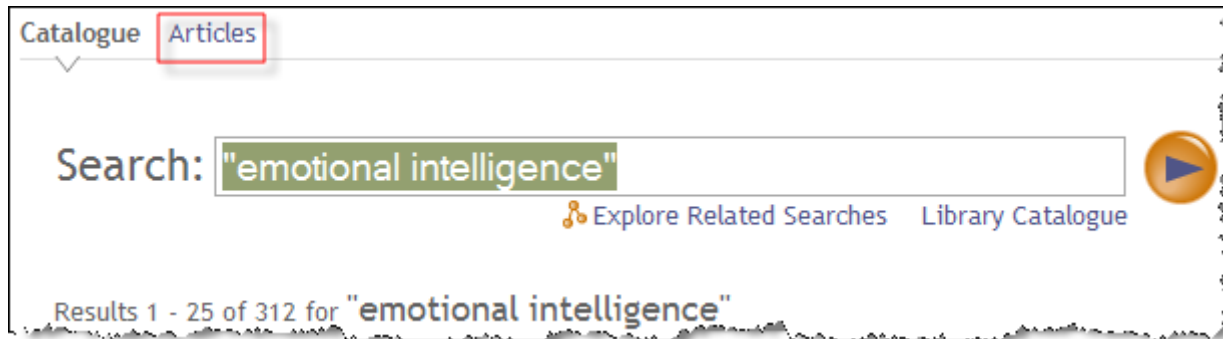 Catalogue Articles
Search: "emotional intelligence"
Explore Related Searches Library Catalogue
Results 1 - 25 of 312 for "emotional intelligence"